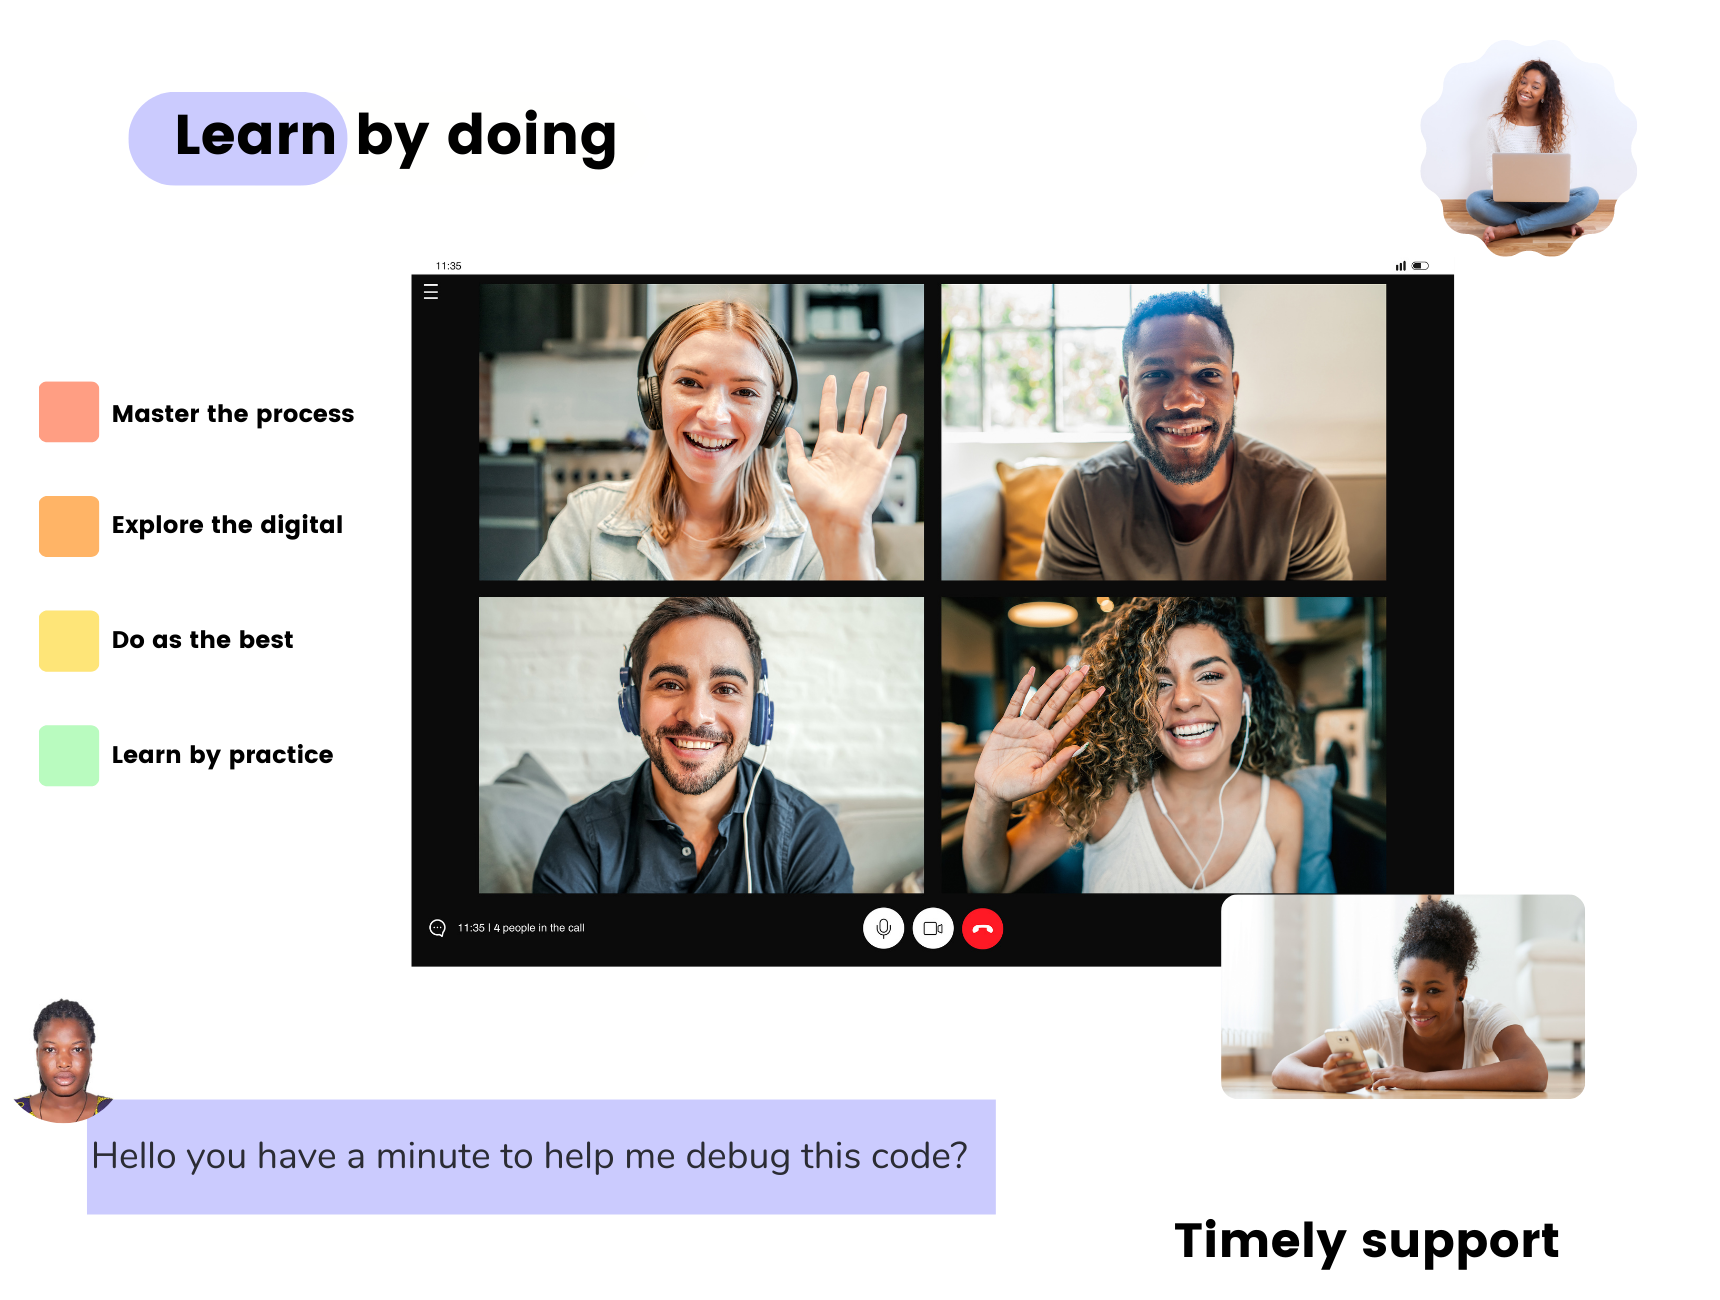 Learn by doing
11:35
Master the process
Explore the digital
Do as the best
Learn by practice
11:35 | 4 people in the call
Hello you have a minute to help me debug this code?
Timely support